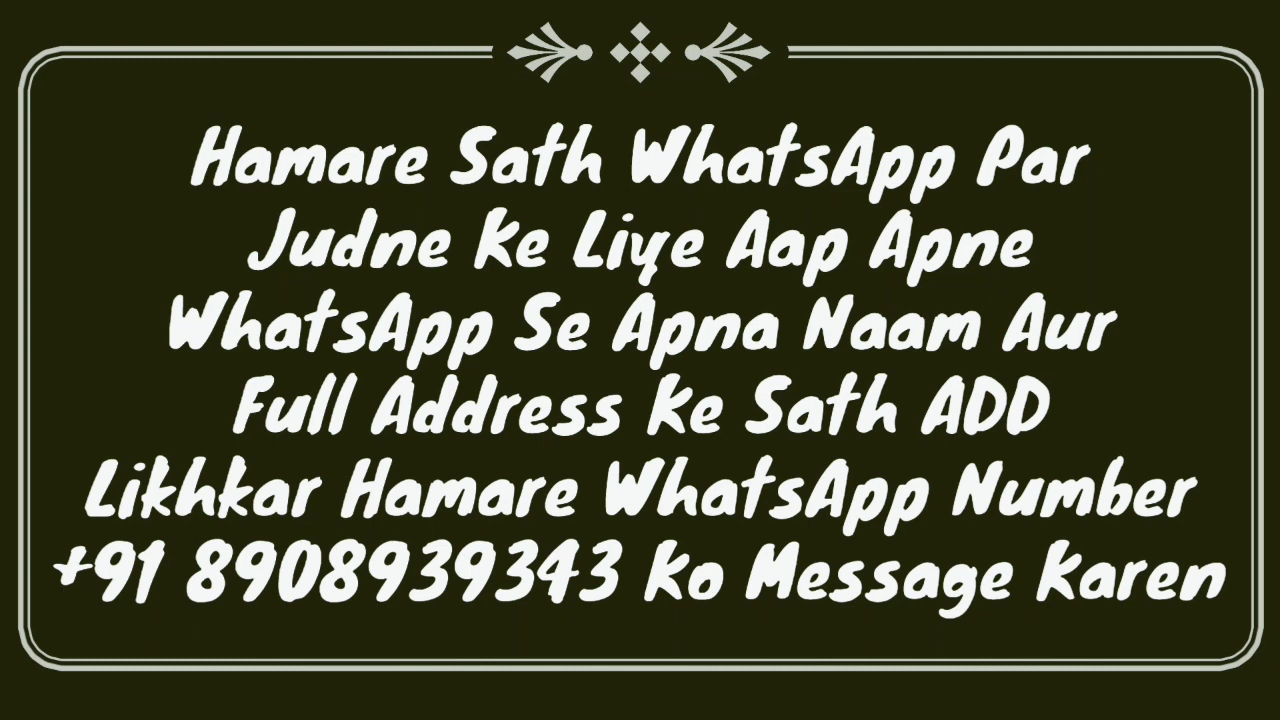 Hamare Sath WhatsApp Par
Judne Ke Liye Aap Apne
WhatsApp Se Apna Naam Aur
Full Address Ke Sath ADD
Likhkar Hamare WhatsApp Number
+91 8908939343 Ko Message Karen